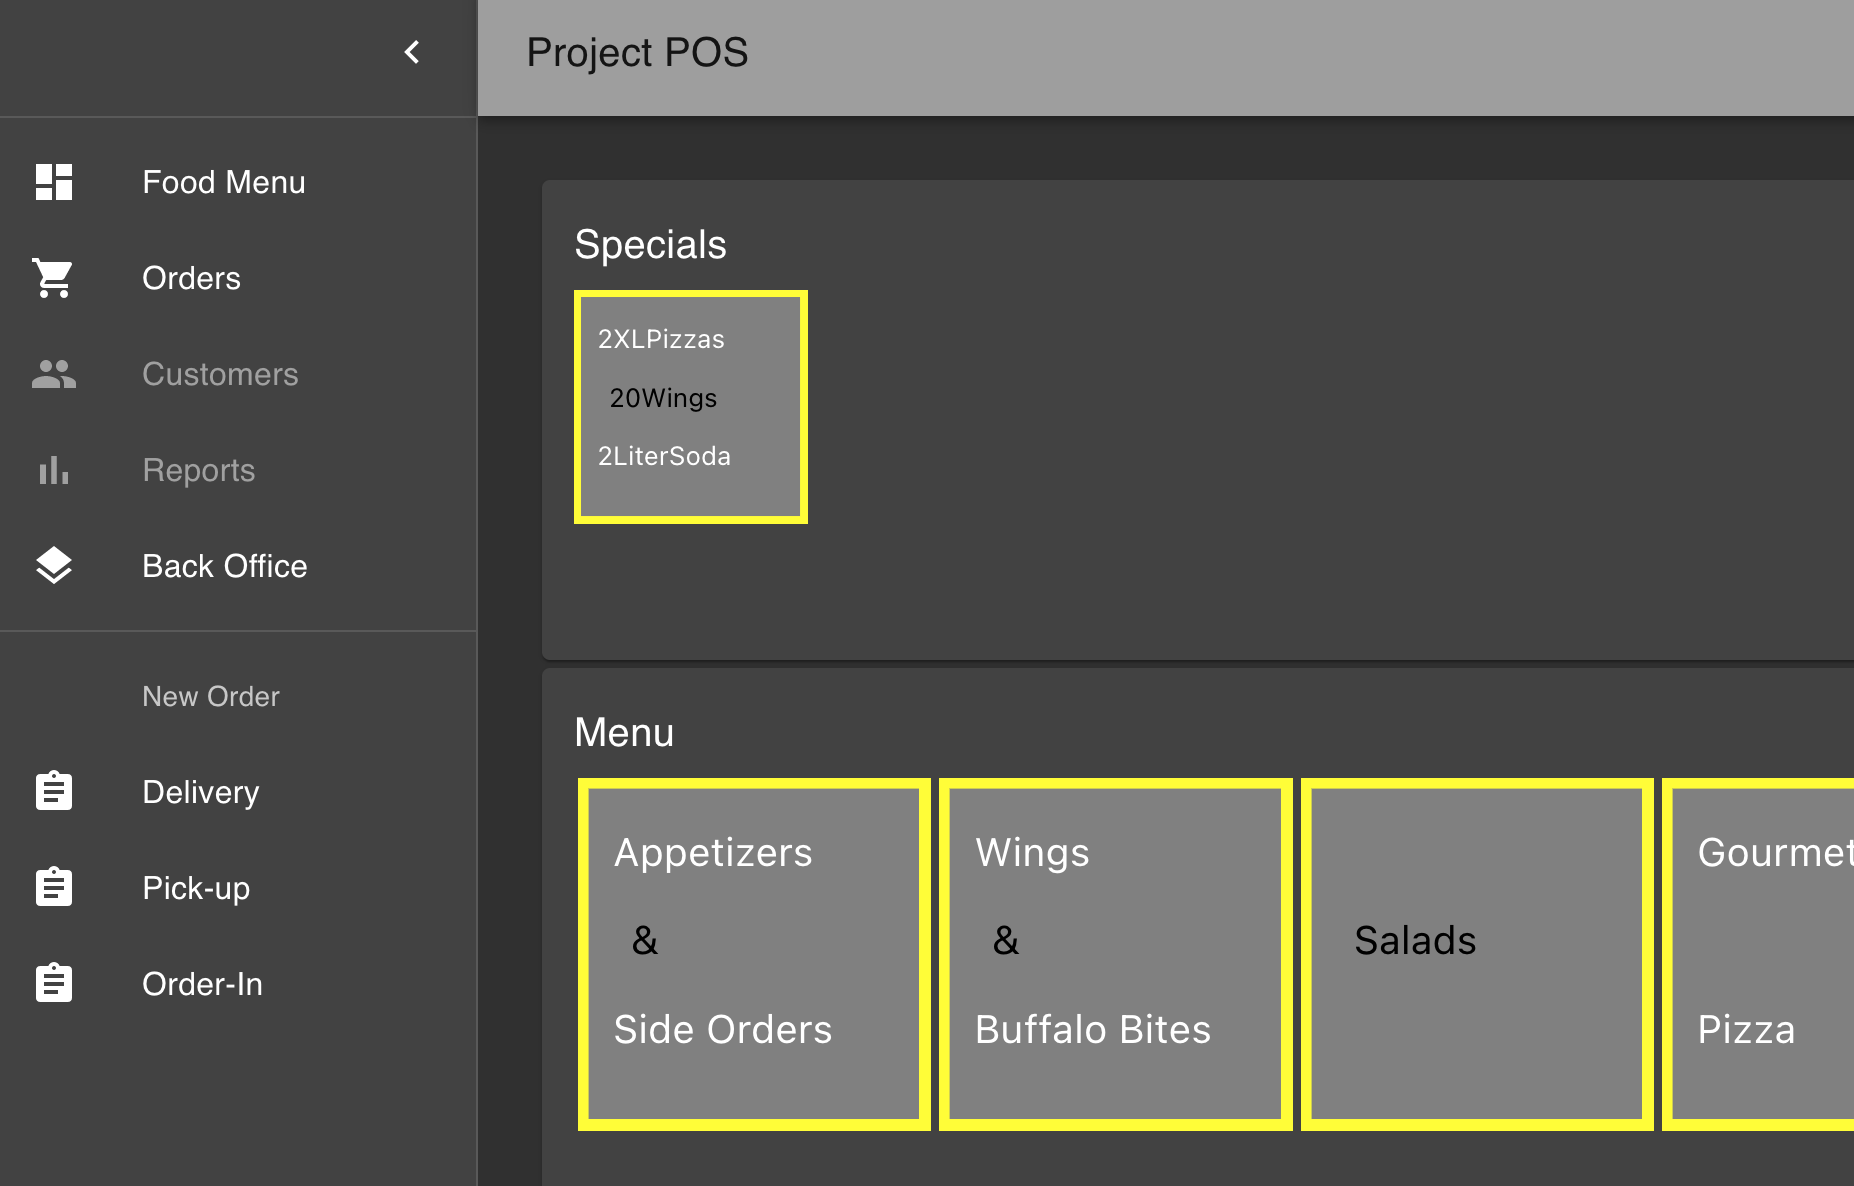 Project POS
Food Menu
Orders
Customers
Reports
Back Office
New Order
Delivery
Pick-up
Order-In
Specials
2XLPizzas
20Wings
2LiterSoda
Menu
Appetizers
&
Side Orders
Wings
&
Buffalo Bites
Salads
Gourmet
Pizza